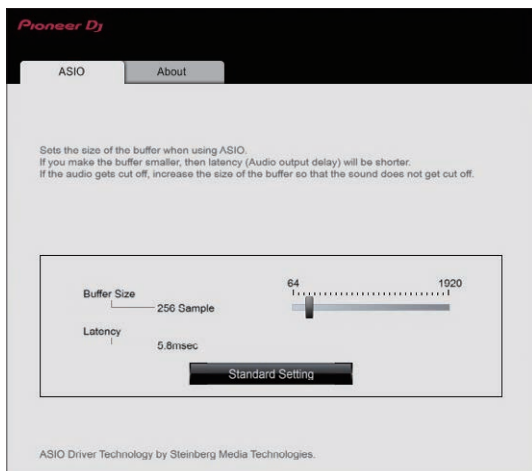 Pioneer Dj
ASIO About
Sets the size of the buffer when using ASIO.
If you make the buffer smaller, then latency (Audio output delay) will be shorter.
If the audio gets cut off, increase the size of the buffer so that the sound does not get cut off.
64 1920
Buffer Size
256 Sample
Latency
5.8msec
Standard Setting
ASIO Driver Technology by Steinberg Media Technologies.